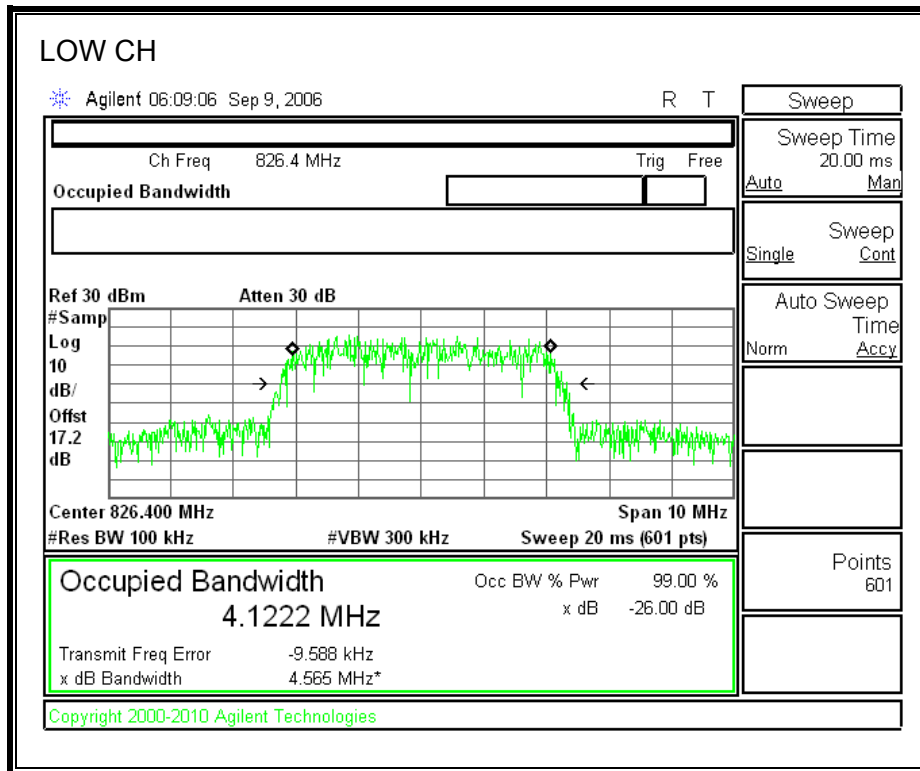 LOW CH
Agilent 06:09:06 Sep 9, 2006 R T
Sweep
Ch Freq 826.4 MHz Trig Free
Occupied Bandwidth
Sweep Time
20.00 ms
Auto Man
Sweep
Single Cont
Auto Sweep
Time
Norm Accy
Points
601
Ref 30 dBm Atten 30 dB
#Samp
Log
10
dB/
Offst
17.2
dB
Center 826.400 MHz Span 10 MHz
#Res BW 100 kHz #VBW 300 kHz Sweep 20 ms (601 pts)
Occupied Bandwidth Occ BW % Pwr 99.00 %
4.1222 MHz x dB -26.00 dB
Transmit Freq Error -9.588 kHz
x dB Bandwidth 4.565 MHz*
Copyright 2000-2010 Agilent Technologies